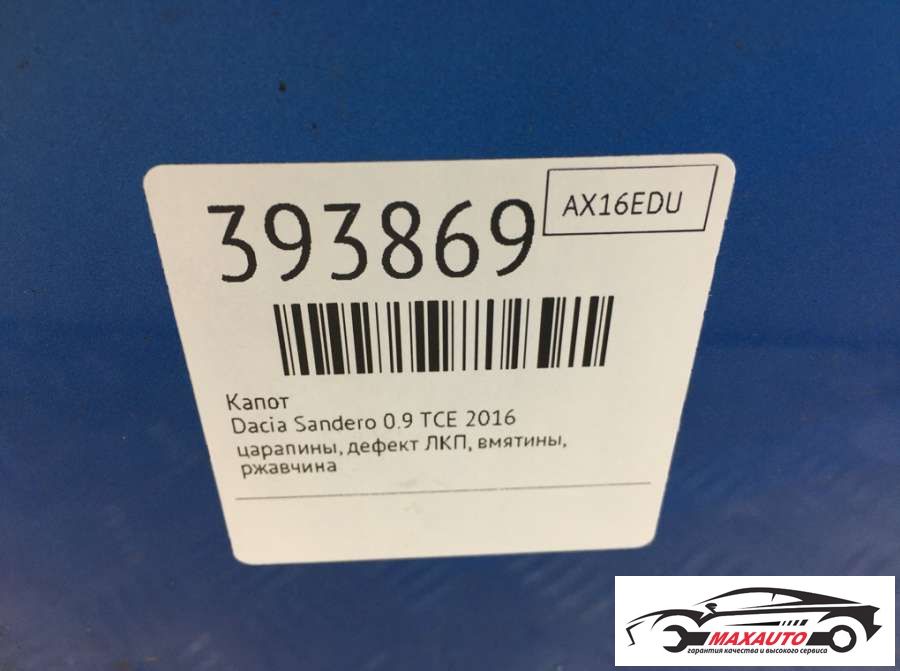 393869
AX16EDU
Капот
Dacia Sandero 0.9 TCE 2016
царапины, дефект ЛКП, вмятины,
ржавчина
MAXAUTO
гарантия качества и высокого сервиса